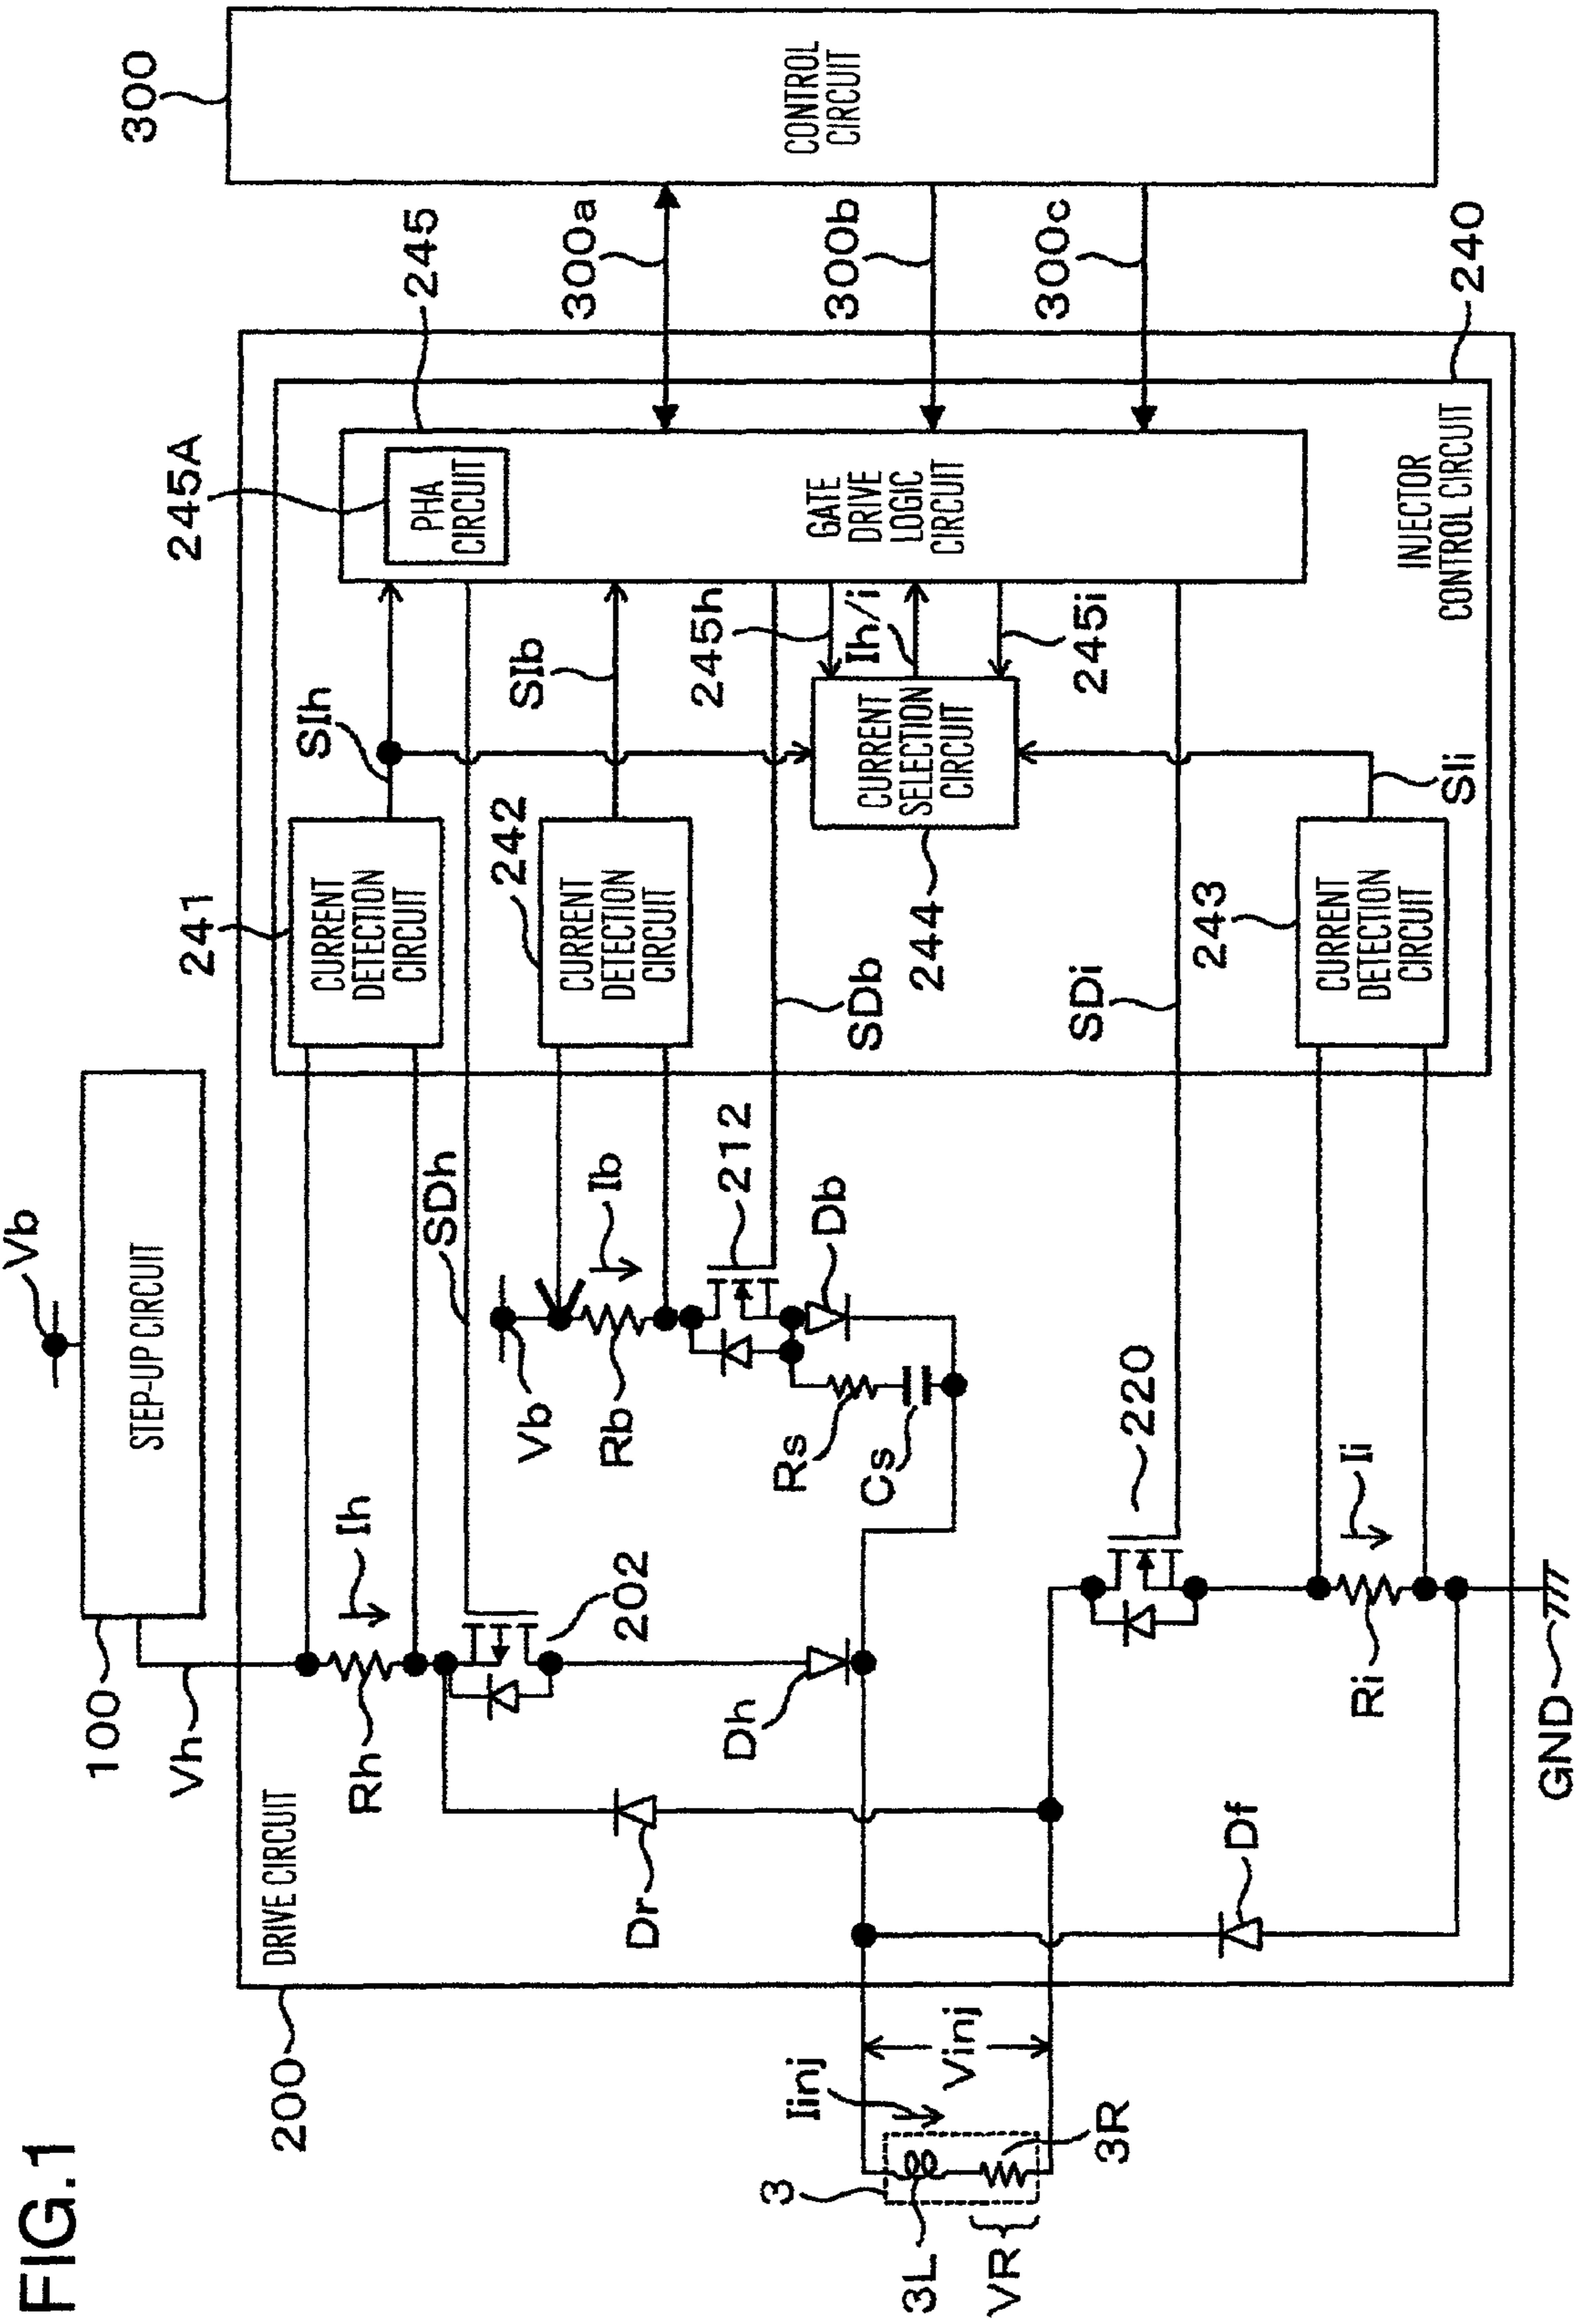 FIG.1
Vb
STEP-UP CIRCUIT
100
Vh
200
DRIVE CIRCUIT
Rh
Ih
SDh
202
Dr
Dh
Vb
Rb
Ib
212
Db
Rs
Cs
241
CURRENT
DETECTION
CIRCUIT
SIh
242
CURRENT
DETECTION
CIRCUIT
SIb
SDb
244
CURRENT
SELECTION
CIRCUIT
245h
Ih/i
245i
SDi
243
CURRENT
DETECTION
CIRCUIT
SIi
245A
PHA
CIRCUIT
245
GATE
DRIVE
LOGIC
CIRCUIT
INJECTOR
CONTROL CIRCUIT
240
300
CONTROL
CIRCUIT
300a
300b
300c
220
Ii
Ri
GND
Df
Iinj
Vinj
3
3L
3R
VR